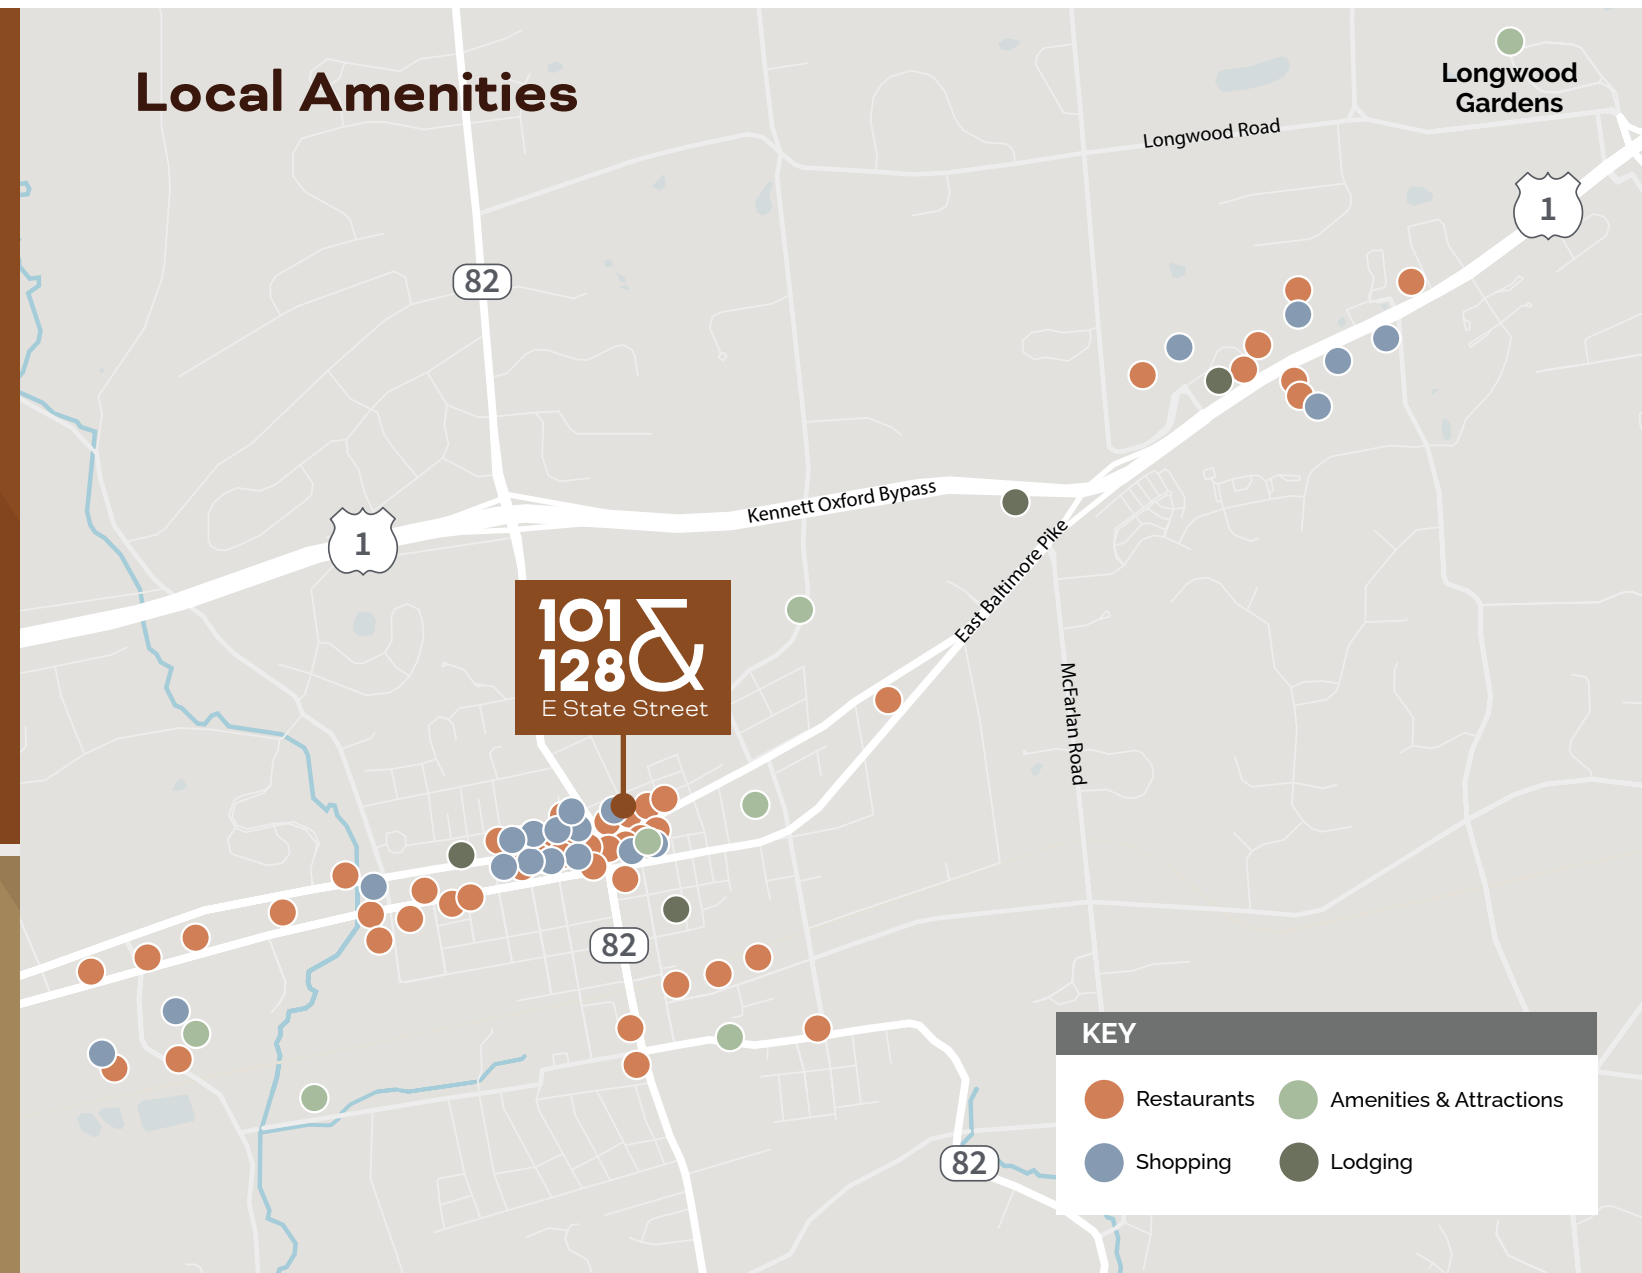 Local Amenities
Longwood
Gardens
Longwood Road
1
82
Kennett Oxford Bypass
1
East Baltimore Pike
101 &
128
E State Street
McFarlan Road
82
KEY
Restaurants
Amenities & Attractions
Shopping
Lodging
82